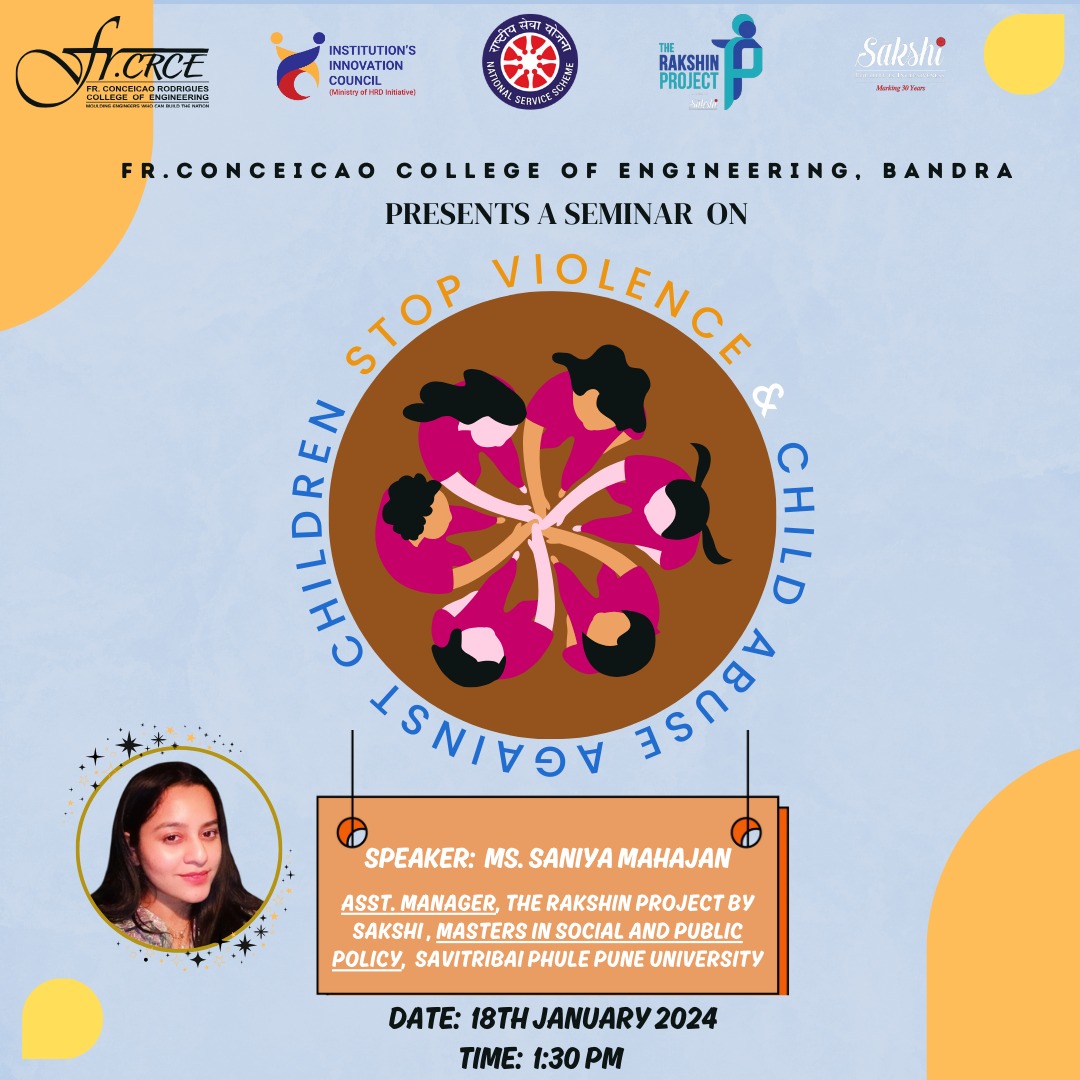 fr.CRCE
FR. CONCEICAO RODRIGUES
COLLEGE OF ENGINEERING
MOULDING ENGINEERS WHO CAN BUILD THE NATION
INSTITUTION'S
INNOVATION
COUNCIL
(Ministry of HRD Initiative)
राष्ट्रीय सेवा योजना
NATIONAL SERVICE SCHEME
THE
RAKSHIN
PROJECT
Sakshi
Sakshi
Marking 30 Years
FR.CONCEICAO COLLEGE OF ENGINEERING, BANDRA
PRESENTS A SEMINAR ON
STOP VIOLENCE & CHILD ABUSE AGAINST CHILDREN
SPEAKER: MS. SANIYA MAHAJAN
ASST. MANAGER, THE RAKSHIN PROJECT BY
SAKSHI , MASTERS IN SOCIAL AND PUBLIC
POLICY, SAVITRIBAI PHULE PUNE UNIVERSITY
DATE: 18TH JANUARY 2024
TIME: 1:30 PM